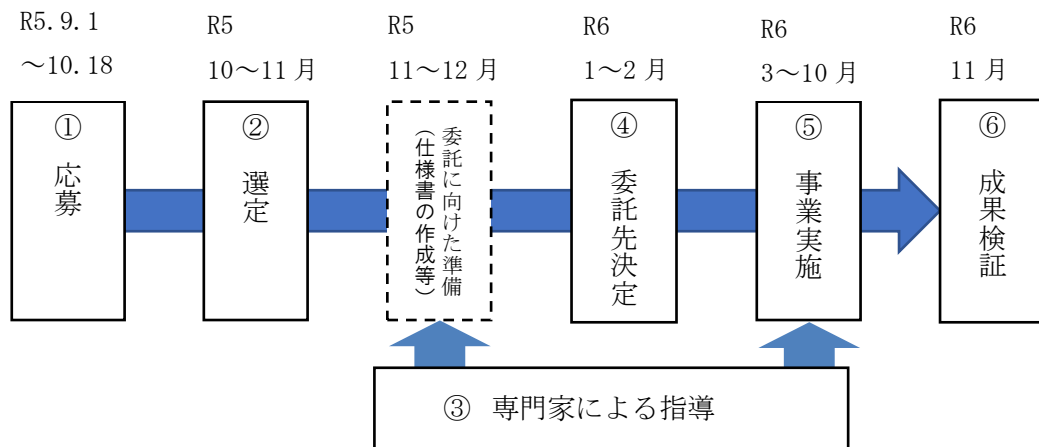 R5.9.1
～10.18
R5
10～11月
R5
11～12月
R6
1～2月
R6
3～10月
R6
11月
①
応募
②
選定
委託に向けた準備
（仕様書の作成等）
④
委託先決定
⑤
事業実施
⑥
成果検証
③ 専門家による指導